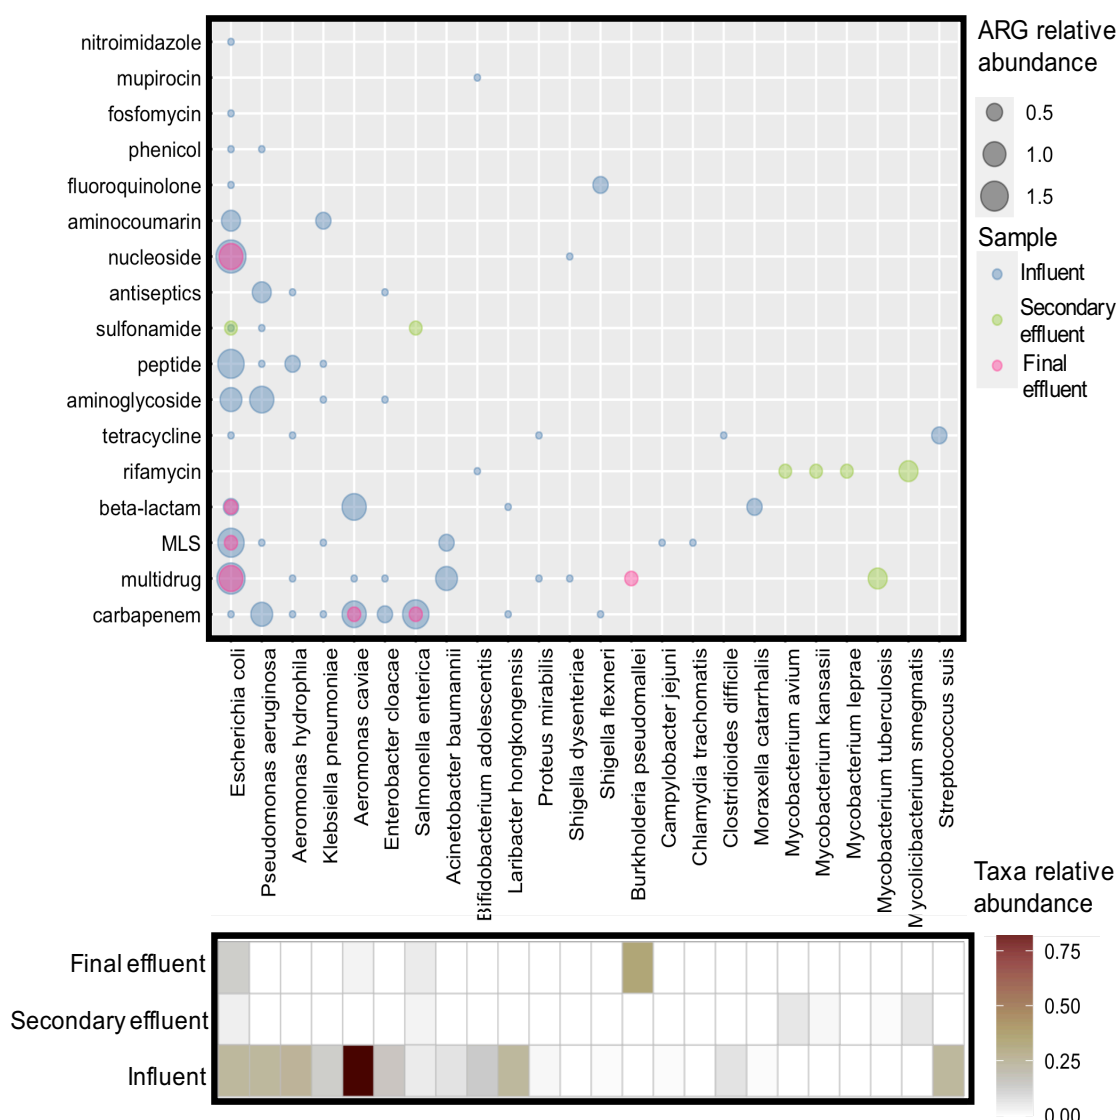 nitroimidazole
mupirocin
fosfomycin
phenicol
fluoroquinolone
aminocoumarin
nucleoside
antiseptics
sulfonamide
peptide
aminoglycoside
tetracycline
rifamycin
beta-lactam
MLS
multidrug
carbapenem
ARG relative
abundance
0.5
1.0
1.5
Sample
Influent
Secondary
effluent
Final
effluent
Escherichia coli
Pseudomonas aeruginosa
Aeromonas hydrophila
Klebsiella pneumoniae
Aeromonas caviae
Enterobacter cloacae
Salmonella enterica
Acinetobacter baumannii
Bifidobacterium adolescentis
Laribacter hongkongensis
Proteus mirabilis
Shigella dysenteriae
Shigella flexneri
Burkholderia pseudomallei
Campylobacter jejuni
Chlamydia trachomatis
Clostridioides difficile
Moraxella catarrhalis
Mycobacterium avium
Mycobacterium kansasii
Mycobacterium leprae
Mycobacterium tuberculosis
Mycolicibacterium smegmatis
Streptococcus suis
Taxa relative
abundance
0.75
0.50
0.25
0.00
Final effluent
Secondary effluent
Influent